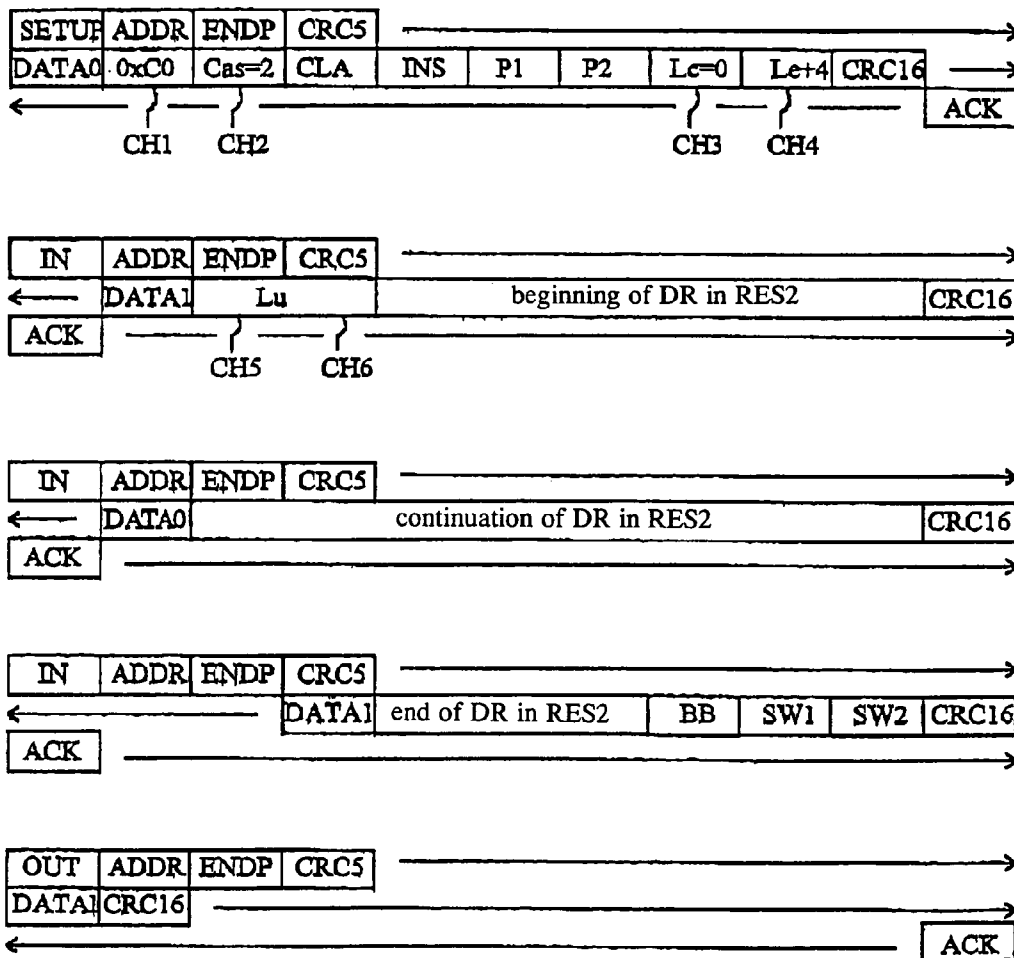 SETUP ADDR ENDP CRC5
DATA0 0xC0 Cas=2 CLA INS P1 P2 Lc=0 Le+4 CRC16
ACK
CH1 CH2 CH3 CH4
IN ADDR ENDP CRC5
DATA1 Lu beginning of DR in RES2 CRC16
ACK
CH5 CH6
IN ADDR ENDP CRC5
DATA0 continuation of DR in RES2 CRC16
ACK
IN ADDR ENDP CRC5
DATA1 end of DR in RES2 BB SW1 SW2 CRC16
ACK
OUT ADDR ENDP CRC5
DATA1 CRC16
ACK